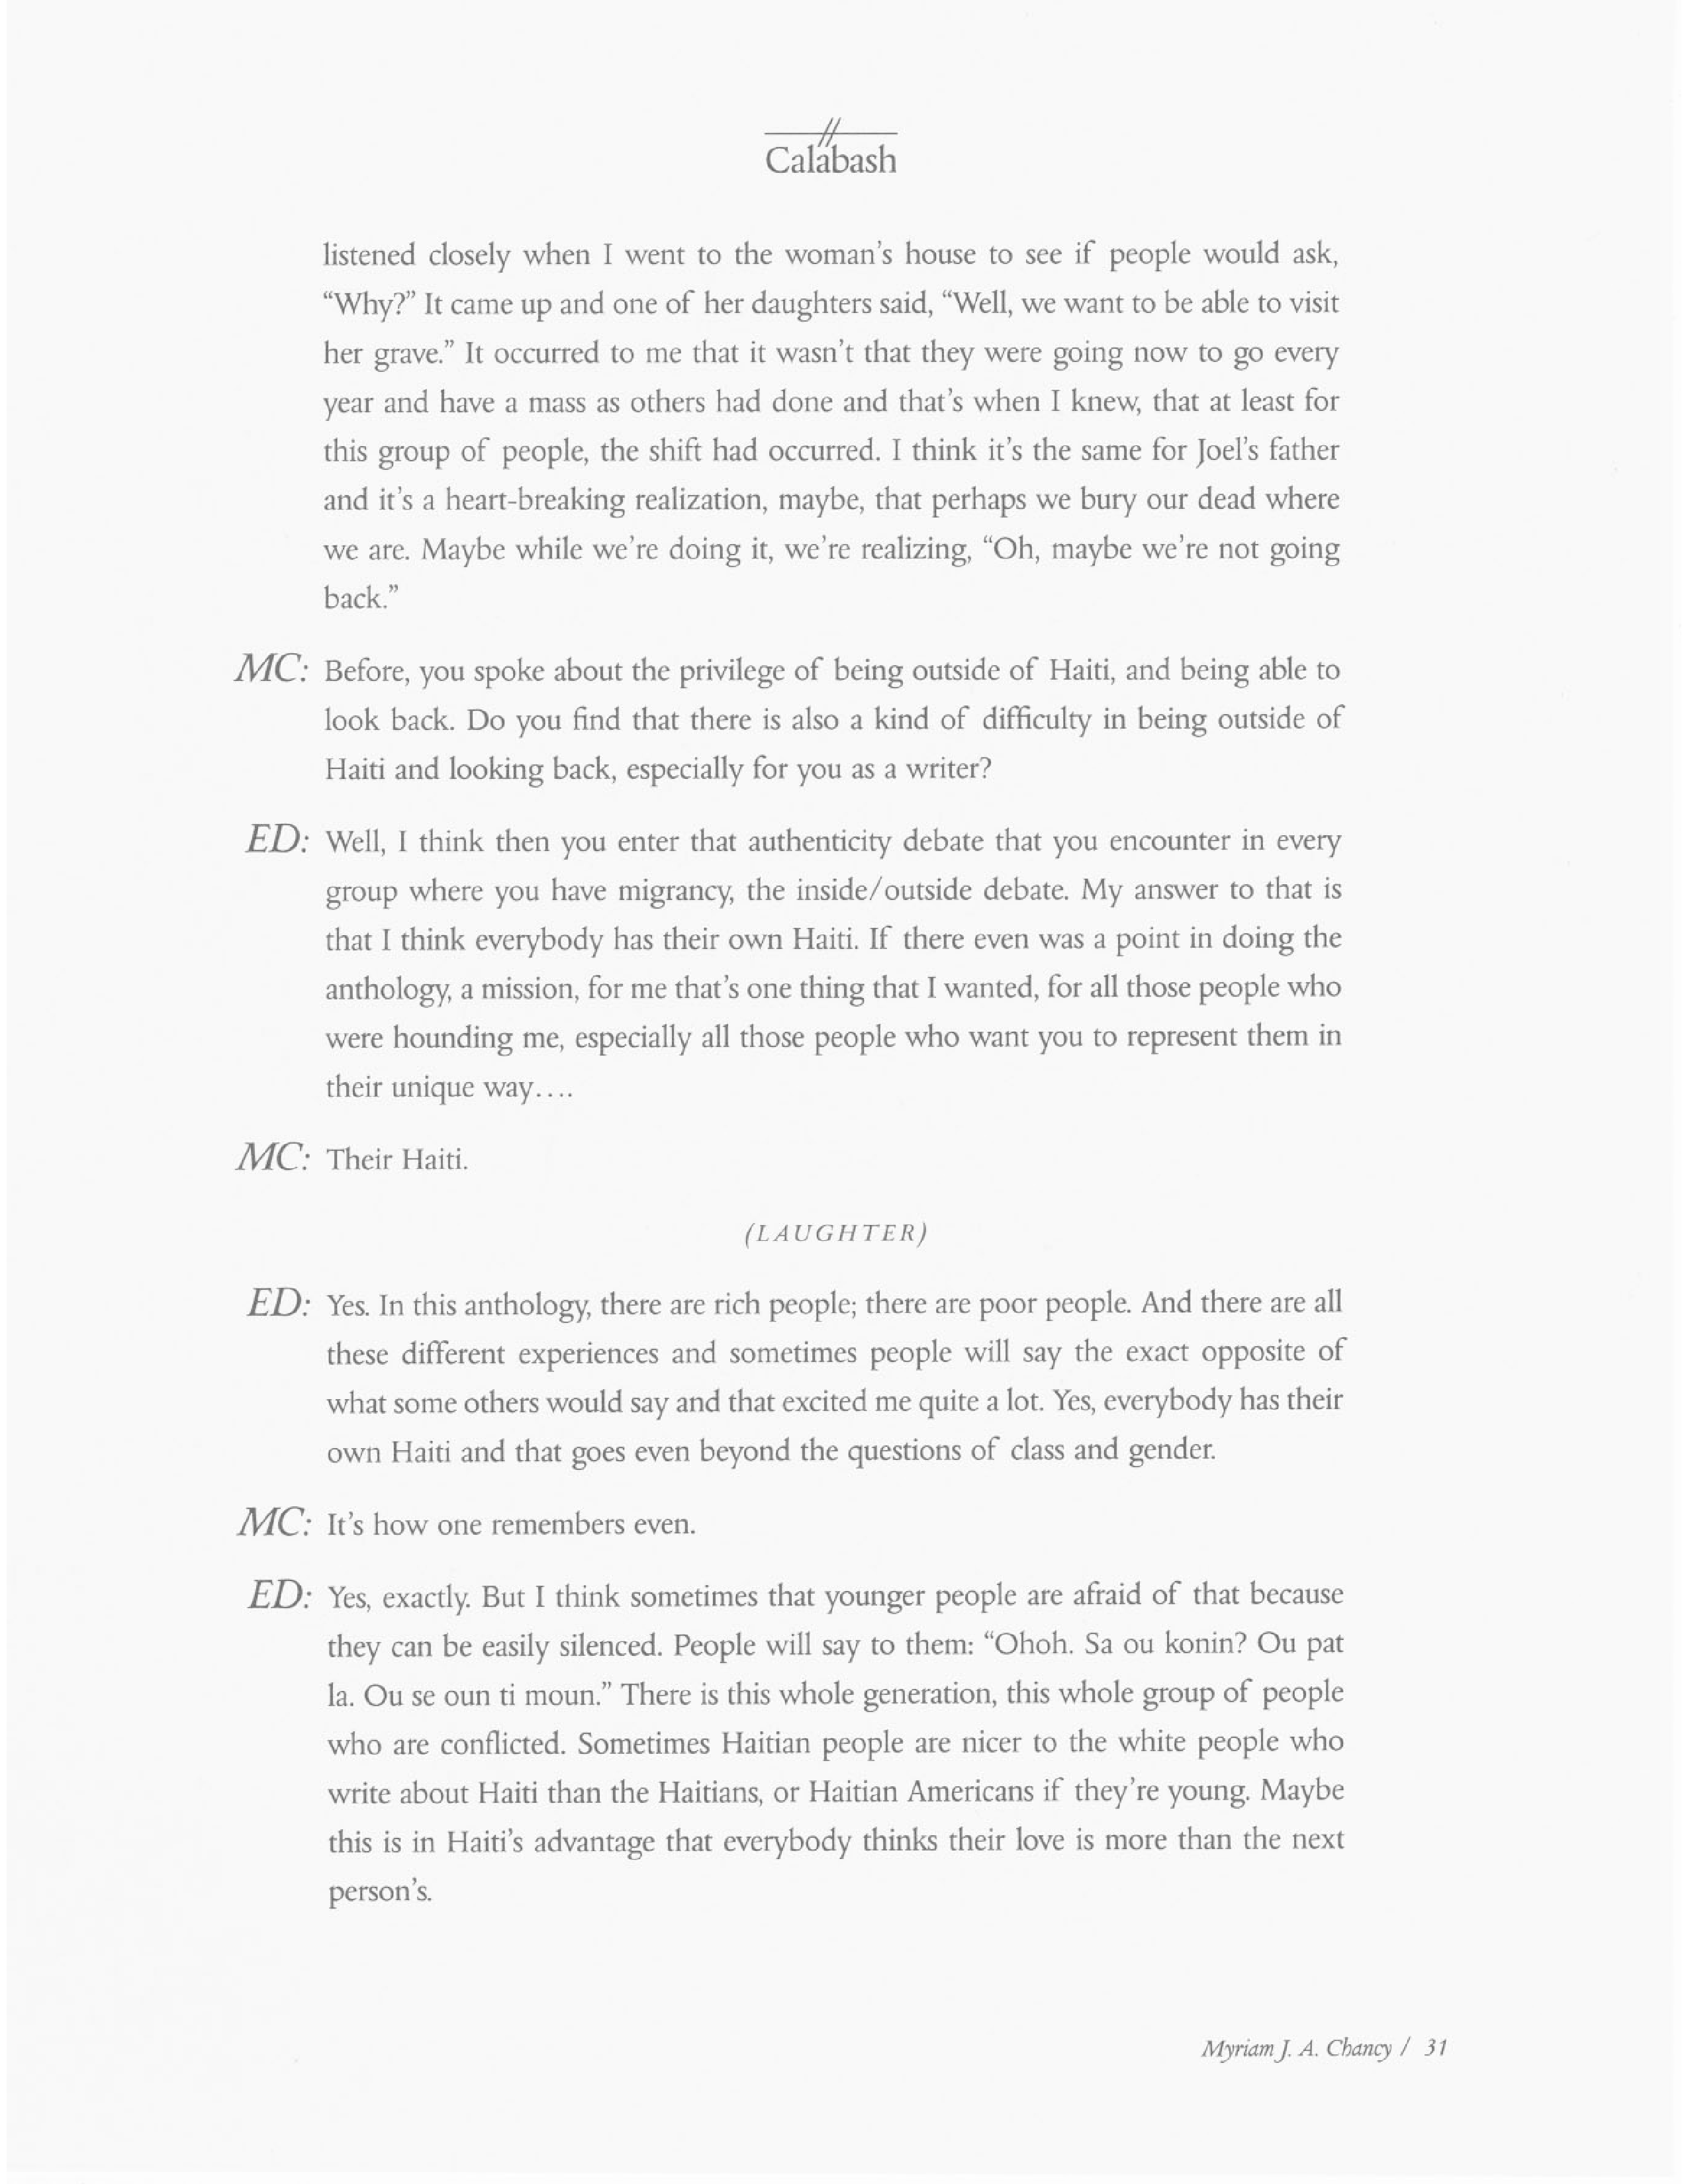 Calabash
listened closely when I went to the woman's house to see if people would ask,
“Why?” It came up and one of her daughters said, “Well, we want to be able to visit
her grave.” It occurred to me that it wasn't that they were going now to go every
year and have a mass as others had done and that's when I knew, that at least for
this group of people, the shift had occurred. I think it's the same for Joel's father
and it's a heart-breaking realization, maybe, that perhaps we bury our dead where
we are. Maybe while we're doing it, we're realizing, “Oh, maybe we're not going
back.”
MC: Before, you spoke about the privilege of being outside of Haiti, and being able to
look back. Do you find that there is also a kind of difficulty in being outside of
Haiti and looking back, especially for you as a writer?
ED: Well, I think then you enter that authenticity debate that you encounter in every
group where you have migrancy, the inside/outside debate. My answer to that is
that I think everybody has their own Haiti. If there even was a point in doing the
anthology, a mission, for me that's one thing that I wanted, for all those people who
were hounding me, especially all those people who want you to represent them in
their unique way....
MC: Their Haiti.
(LAUGHTER)
ED: Yes. In this anthology, there are rich people; there are poor people. And there are all
these different experiences and sometimes people will say the exact opposite of
what some others would say and that excited me quite a lot. Yes, everybody has their
own Haiti and that goes even beyond the questions of class and gender.
MC: It's how one remembers even.
ED: Yes, exactly. But I think sometimes that younger people are afraid of that because
they can be easily silenced. People will say to them: “Ohoh. Sa ou konin? Ou pat
la. Ou se oun ti moun.” There is this whole generation, this whole group of people
who are conflicted. Sometimes Haitian people are nicer to the white people who
write about Haiti than the Haitians, or Haitian Americans if they're young. Maybe
this is in Haiti's advantage that everybody thinks their love is more than the next
person's.
Myriam J. A. Chancy / 31